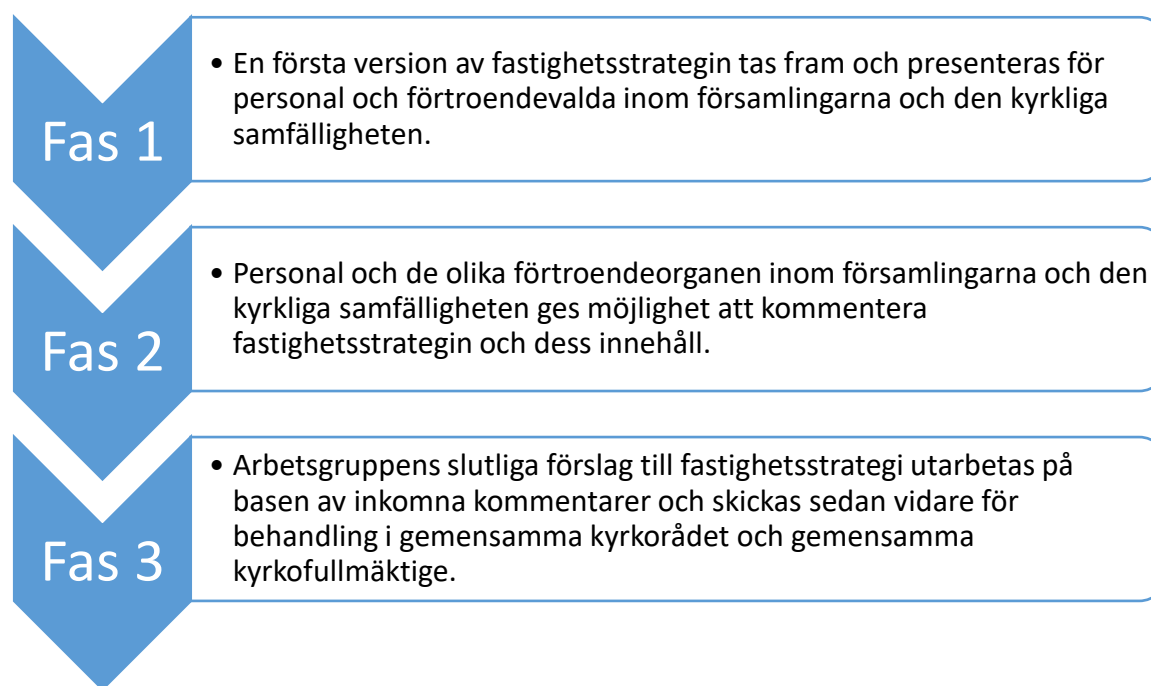 Fas 1
• En första version av fastighetsstrategin tas fram och presenteras för
personal och förtroendevalda inom församlingarna och den kyrkliga
samfälligheten.
Fas 2
• Personal och de olika förtroendeorganen inom församlingarna och den
kyrkliga samfälligheten ges möjlighet att kommentera
fastighetsstrategin och dess innehåll.
Fas 3
• Arbetsgruppens slutliga förslag till fastighetsstrategi utarbetas på
basen av inkomna kommentarer och skickas sedan vidare för
behandling i gemensamma kyrkorådet och gemensamma
kyrkofullmäktige.